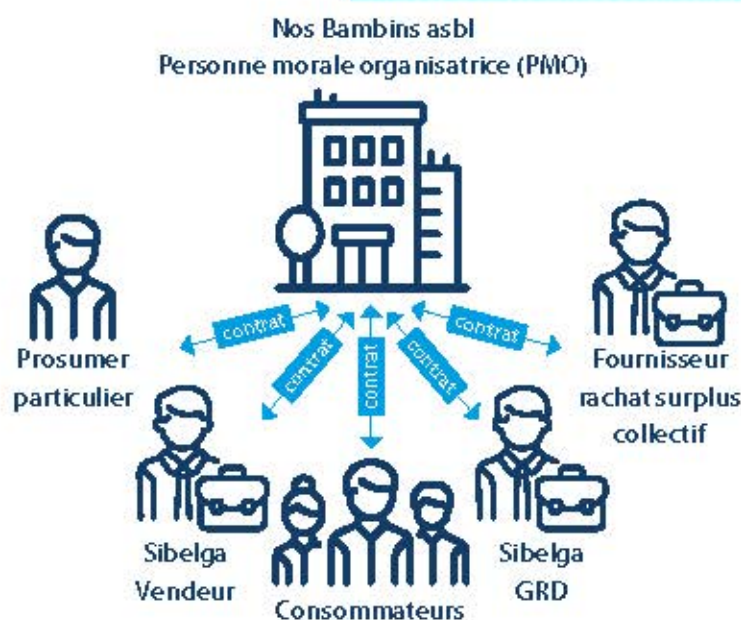 Nos Bambins asbl
Personne morale organisatrice (PMO)
contrat
contrat
contrat
contrat
contrat
Prosumer
particulier
Fournisseur
rachat surplus
collectif
Sibelga
Vendeur
Consommateurs
Sibelga
GRD